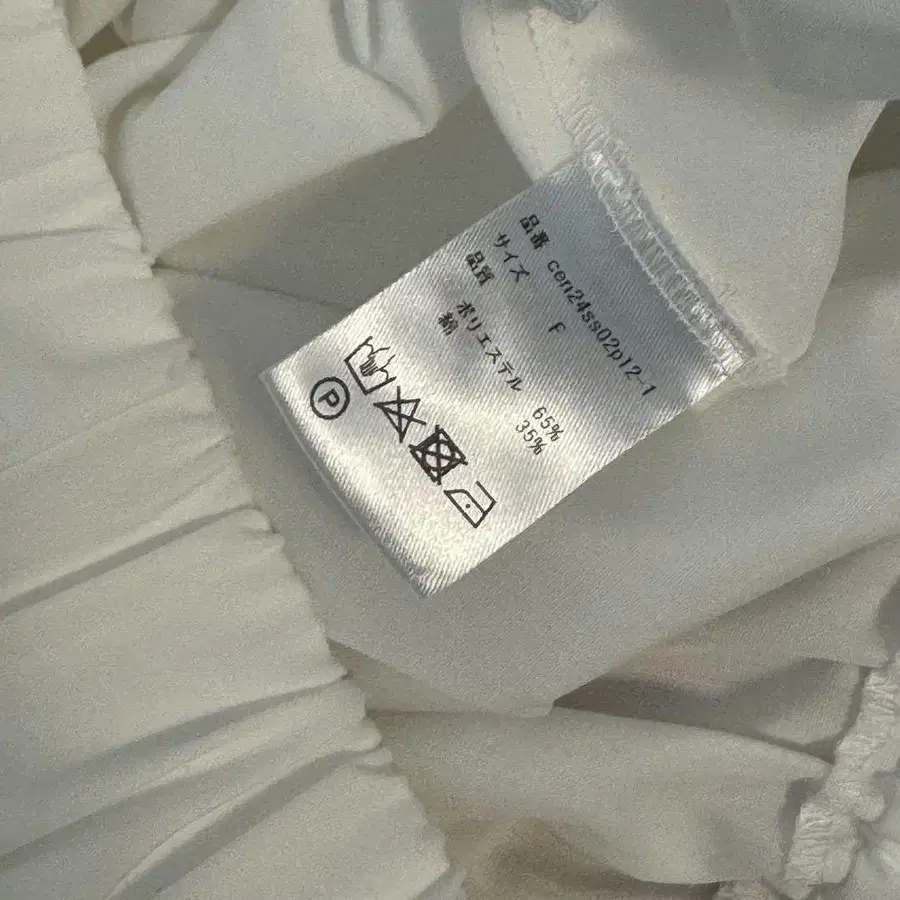 品番 cen24ss02p12-1
サイズ F
品質 ポリエステル 65%
綿 35%
P